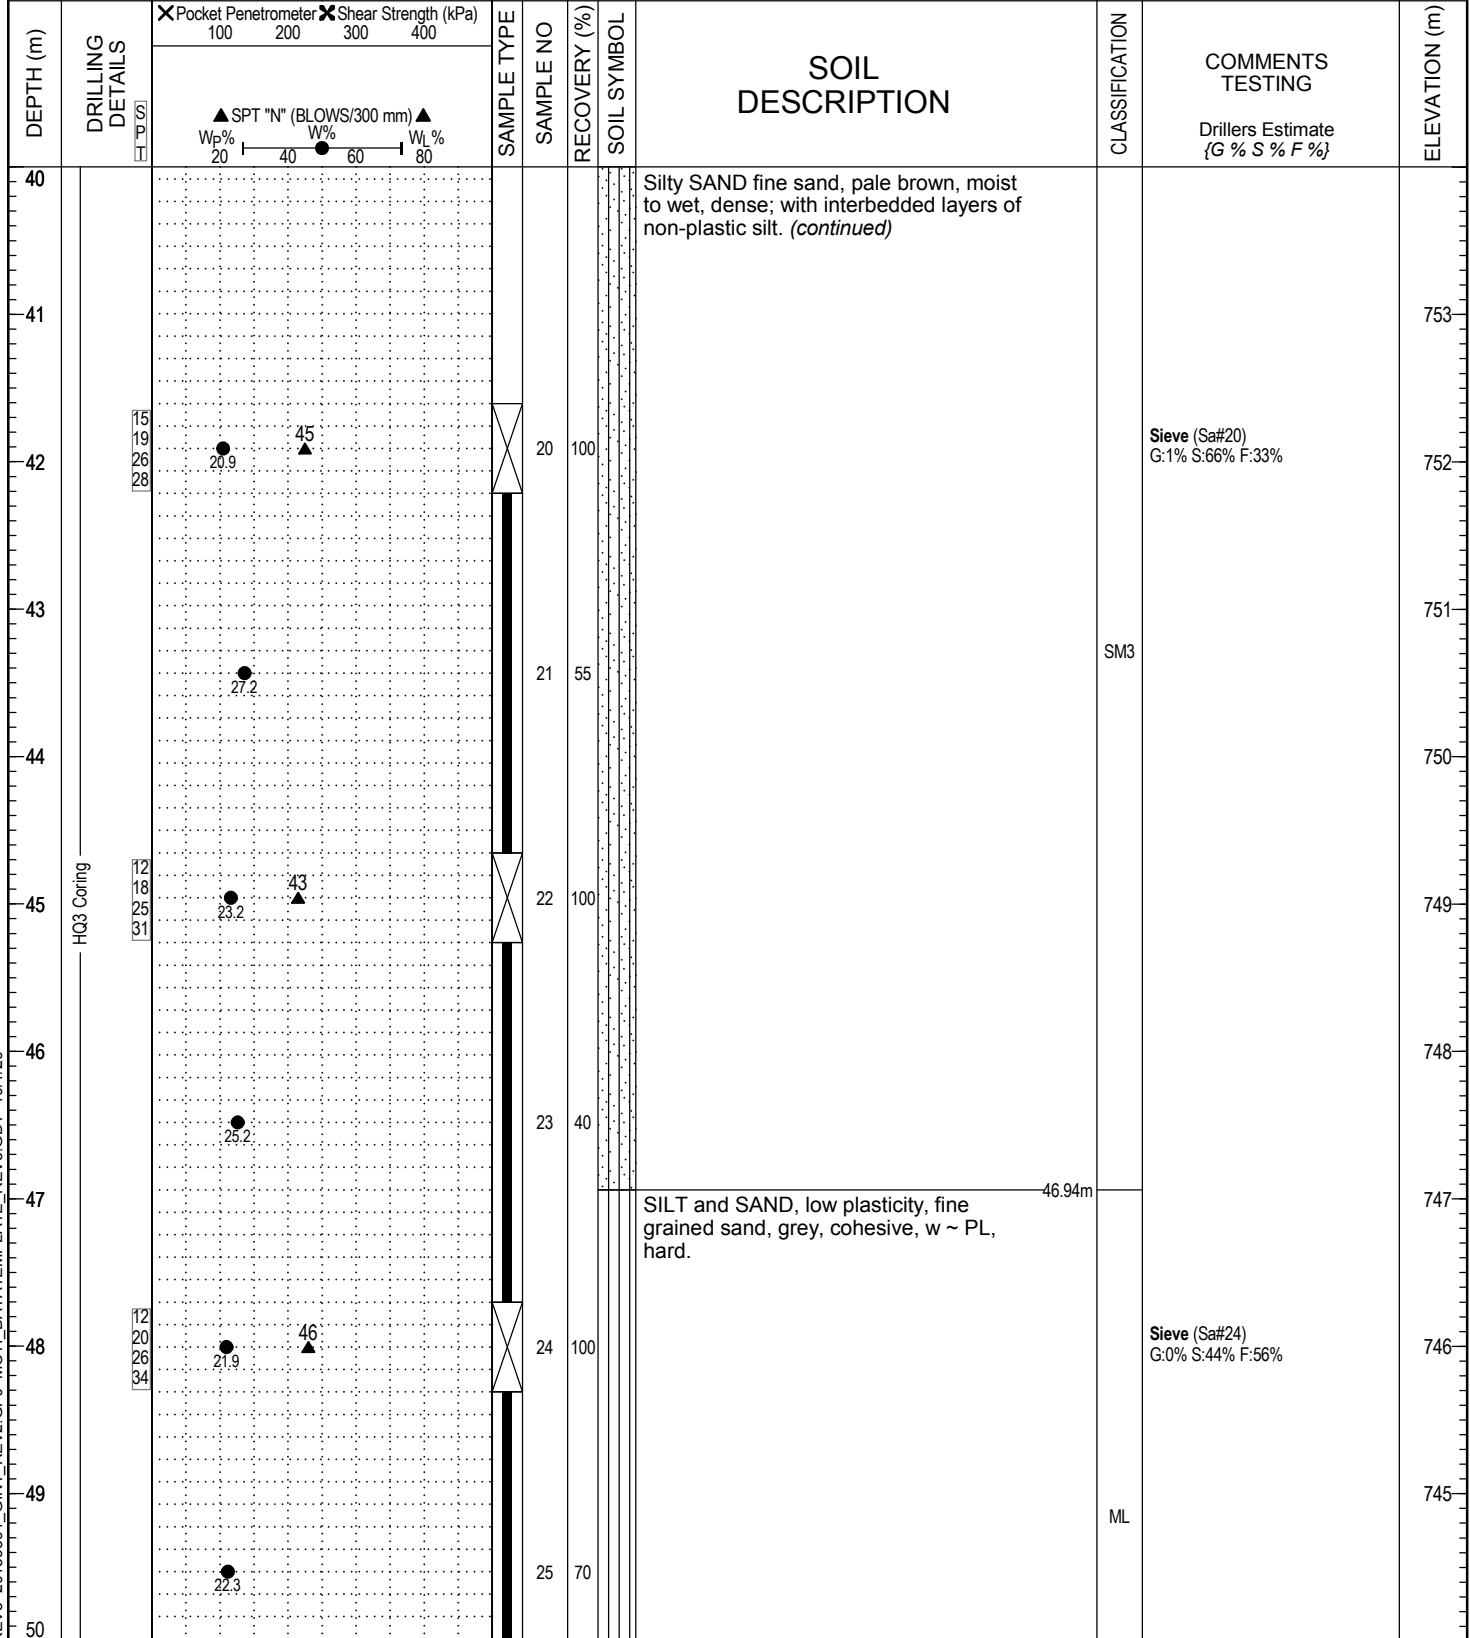 Pocket Penetrometer Shear Strength (kPa)
100 200 300 400
DEPTH (m)
DRILLING DETAILS
SPT
SPT "N" (BLOWS/300 mm)
WP% W% WL%
20 40 60 80
SAMPLE TYPE
SAMPLE NO
RECOVERY (%)
SOIL SYMBOL
SOIL
DESCRIPTION
CLASSIFICATION
COMMENTS
TESTING
Drillers Estimate
{G % S % F %}
ELEVATION (m)
40
Silty SAND fine sand, pale brown, moist
to wet, dense; with interbedded layers of
non-plastic silt. (continued)
41 753
15
19
26
28
45
20.9
20 100
Sieve (Sa#20)
G:1% S:66% F:33%
42 752
43 751
SM3
27.2
21 55
44 750
HQ3 Coring
12
18
25
31
43
23.2
22 100
45 749
46 748
25.2
23 40
46.94m
47 747
SILT and SAND, low plasticity, fine
grained sand, grey, cohesive, w ~ PL,
hard.
12
20
26
34
46
21.9
24 100
Sieve (Sa#24)
G:0% S:44% F:56%
48 746
49 745
ML
22.3
25 70
50